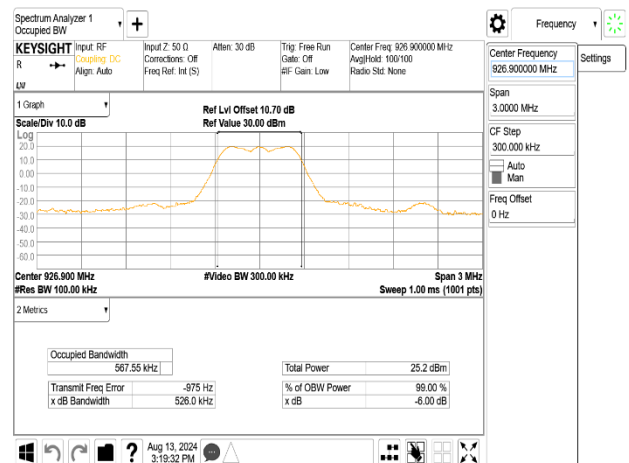 Spectrum Analyzer 1
Occupied BW
+
Frequency
KEYSIGHT
R
Input: RF
Coupling: DC
Align: Auto
Input Z: 50 Ω
Corrections: Off
Freq Ref: Int (S)
Atten: 30 dB
Trig: Free Run
Gate: Off
#IF Gain: Low
Center Freq: 926.900000 MHz
Avg|Hold: 100/100
Radio Std: None
Center Frequency
926.900000 MHz
Settings
Span
3.0000 MHz
CF Step
300.000 kHz
Auto
Man
Freq Offset
0 Hz
1 Graph
Scale/Div 10.0 dB
Ref Lvl Offset 10.70 dB
Ref Value 30.00 dBm
Log
20.0
10.0
0.00
-10.0
-20.0
-30.0
-40.0
-50.0
-60.0
Center 926.900 MHz
#Video BW 300.00 kHz
Span 3 MHz
#Res BW 100.00 kHz
Sweep 1.00 ms (1001 pts)
2 Metrics
Occupied Bandwidth
567.55 kHz
Total Power 25.2 dBm
Transmit Freq Error -975 Hz
% of OBW Power 99.00 %
x dB Bandwidth 526.0 kHz
x dB -6.00 dB
?
Aug 13, 2024
3:19:32 PM